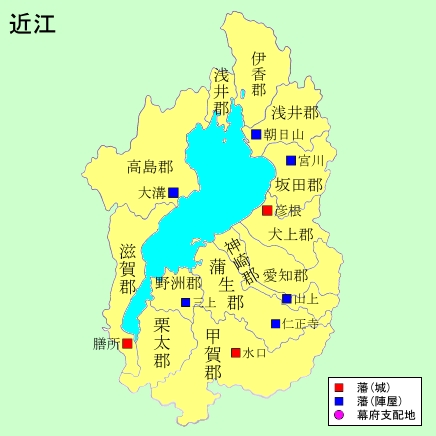 近江
伊香郡
浅井郡
浅井郡
朝日山
宮川
高島郡
坂田郡
大溝
彦根
犬上郡
神崎郡
滋賀郡
蒲生郡
愛知郡
野洲郡
三上
山上
仁正寺
栗太郡
甲賀郡
膳所
水口
藩（城）
藩（陣屋）
幕府支配地